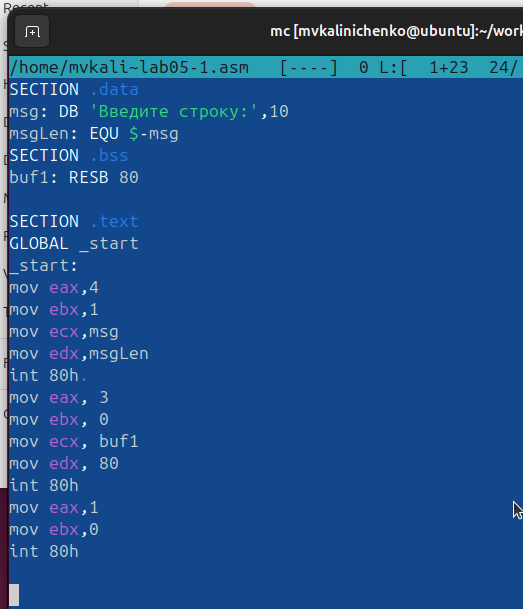 Recent
mc [mvkalinichenko@ubuntu]:~/work
/home/mvkali~lab05-1.asm [----] 0 L:[ 1+23 24/
SECTION .data
msg: DB 'Введите строку:',10
msgLen: EQU $-msg
SECTION .bss
buf1: RESB 80
SECTION .text
GLOBAL _start
_start:
mov eax,4
mov ebx,1
mov ecx,msg
mov edx,msgLen
int 80h.
mov eax, 3
mov ebx, 0
mov ecx, buf1
mov edx, 80
int 80h
mov eax,1
mov ebx,0
int 80h